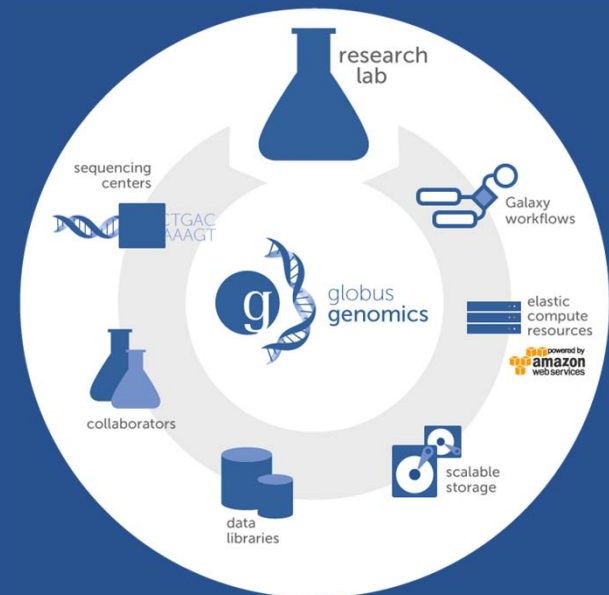 research
lab
sequencing
centers
CTGAC
AAAGT
Galaxy
workflows
g
globus
genomics
elastic
compute
resources
powered by
amazon
web services
collaborators
scalable
storage
data
libraries